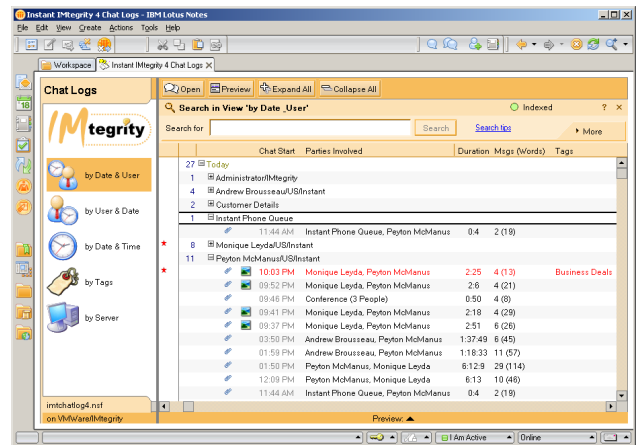 Instant IMtegrity 4 Chat Logs - IBM Lotus Notes
File Edit View Create Actions Tools Help
Workspace Instant IMtegrity 4 Chat Logs
Chat Logs Open Preview Expand All Collapse All
Search in View 'by Date _User' Indexed ? ×
IMtegrity Search for Search Search tips More
Chat Start Parties Involved Duration Msgs (Words) Tags
27 Today
1 Administrator/IMtegrity
4 Andrew Brousseau/US/Instant
2 Customer Details
1 Instant Phone Queue
11:44 AM Instant Phone Queue, Peyton McManus 0:4 2 (19)
8 Monique Leyda/US/Instant
11 Peyton McManus/US/Instant
10:03 PM Monique Leyda, Peyton McManus 2:25 4 (13) Business Deals
09:52 PM Monique Leyda, Peyton McManus 2:6 4 (21)
09:46 PM Conference (3 People) 0:50 4 (8)
09:41 PM Monique Leyda, Peyton McManus 2:18 4 (29)
09:37 PM Monique Leyda, Peyton McManus 2:51 6 (26)
03:50 PM Andrew Brousseau, Peyton McManus 1:37:49 6 (45)
01:59 PM Andrew Brousseau, Peyton McManus 1:18:33 11 (57)
01:50 PM Peyton McManus, Monique Leyda 6:12:9 29 (114)
12:09 PM Peyton McManus, Monique Leyda 6:13 10 (46)
11:44 AM Instant Phone Queue, Peyton McManus 0:4 2 (19)
by Date & User
by User & Date
by Date & Time
by Tags
by Server
imtchatlog4.nsf
on VMWare/IMtegrity Preview:
I Am Active Online